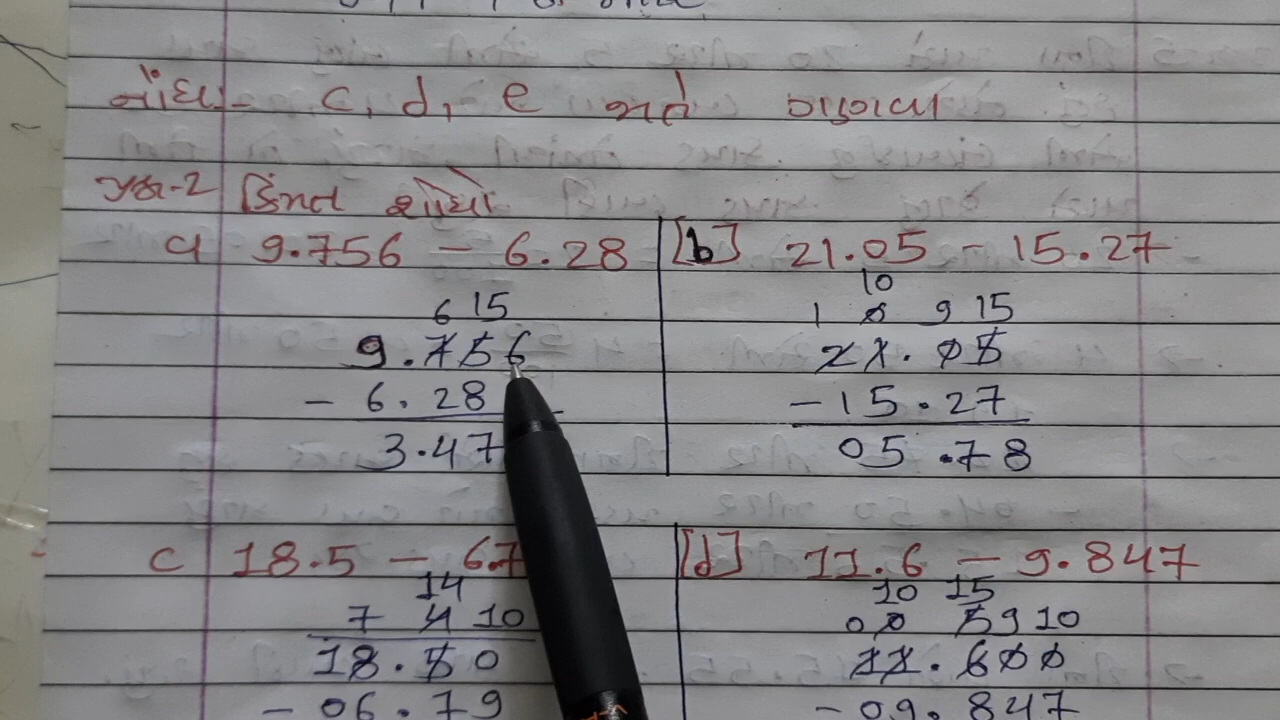 નોંધ:- c, d, e જાતે ગણવા
પ્રશ્ન-2 કિંમત શોધો
a 9.756 - 6.28 [b] 21.05 - 15.27
10
6 15 1 0 9 15
9.756 21.05
- 6.28 - 15.27
3.47 05.78
c 18.5 - 6.7 [d] 11.6 - 9.847
14 10 15
7 4 10 0 0 5 9 10
18.50 11.600
- 06.79 - 09.847